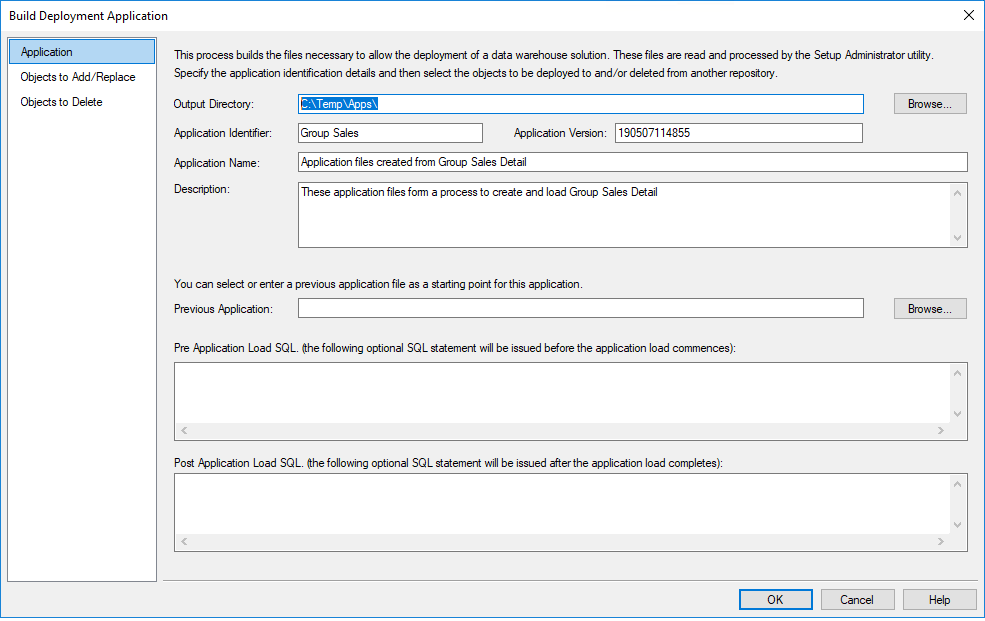 Build Deployment Application
Application
Objects to Add/Replace
Objects to Delete
This process builds the files necessary to allow the deployment of a data warehouse solution. These files are read and processed by the Setup Administrator utility.
Specify the application identification details and then select the objects to be deployed to and/or deleted from another repository.
Output Directory: C:\Temp\Apps\ Browse...
Application Identifier: Group Sales Application Version: 190507114855
Application Name: Application files created from Group Sales Detail
Description: These application files form a process to create and load Group Sales Detail
You can select or enter a previous application file as a starting point for this application.
Previous Application: Browse...
Pre Application Load SQL. (the following optional SQL statement will be issued before the application load commences):
Post Application Load SQL. (the following optional SQL statement will be issued after the application load completes):
OK Cancel Help